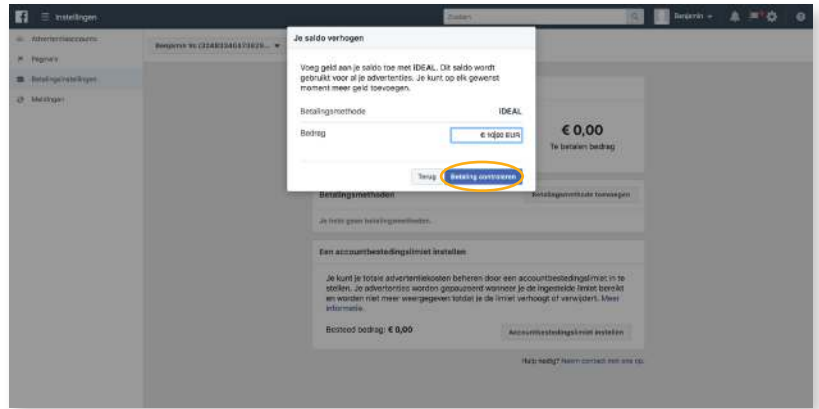 Instellingen
Zoeken
Benjamin
Advertentieaccounts
Pagina's
Betalingsinstellingen
Meldingen
Je saldo verhogen
Voeg geld aan je saldo toe met iDEAL. Dit saldo wordt
gebruikt voor al je advertenties. Je kunt op elk gewenst
moment meer geld toevoegen.
Betalingsmethode
iDEAL
Bedrag
€ 10,00 EUR
Terug
Betaling controleren
€ 0,00
Te betalen bedrag
Betalingsmethoden
Betalingsmethode toevoegen
Je hebt geen betalingsmethoden.
Een accountbestedingslimiet instellen
Je kunt je totale advertentiekosten beheren door een accountbestedingslimiet in te
stellen. Je advertenties worden gepauzeerd wanneer je de ingestelde limiet bereikt
en worden niet meer weergegeven totdat je de limiet verhoogt of verwijdert. Meer
informatie.
Besteed bedrag: € 0,00
Accountbestedingslimiet instellen
Hulp nodig? Neem contact met ons op.